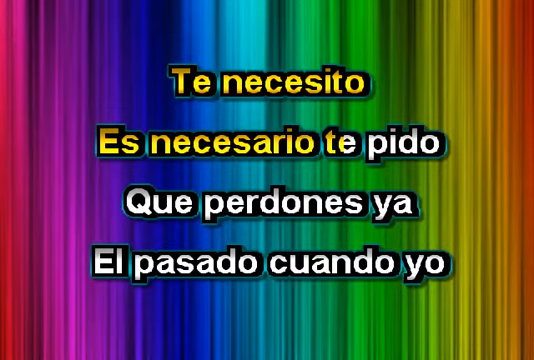 Te necesito
Es necesario te pido
Que perdones ya
El pasado cuando yo